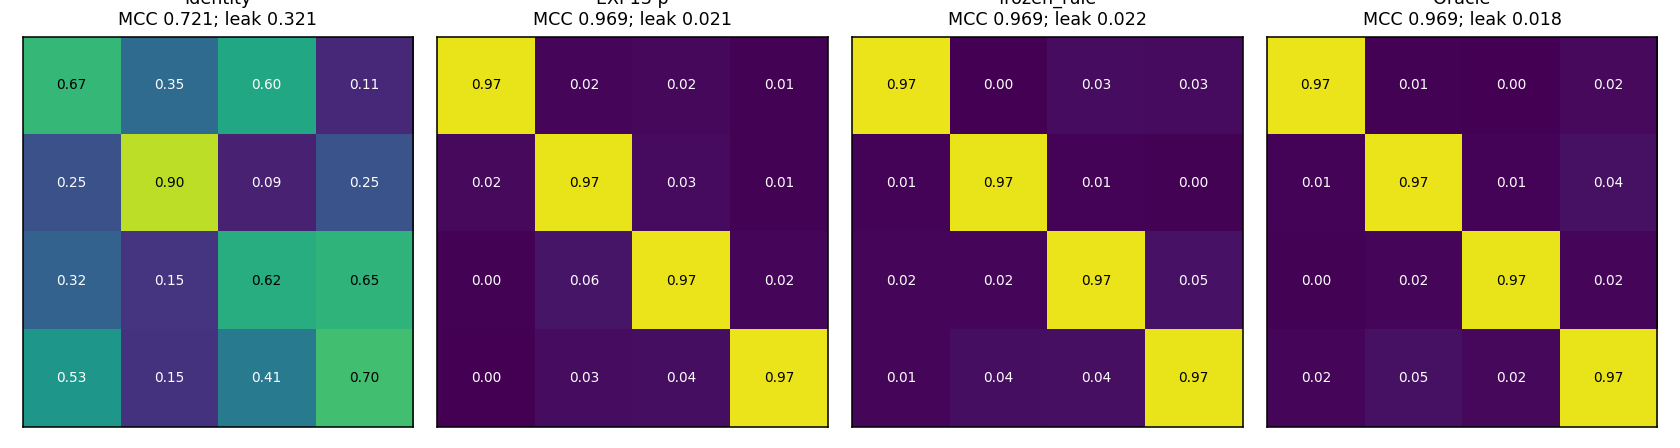 Identity
MCC 0.721; leak 0.321
0.67 0.35 0.60 0.11
0.25 0.90 0.09 0.25
0.32 0.15 0.62 0.65
0.53 0.15 0.41 0.70
MCC 0.969; leak 0.021
0.97 0.02 0.02 0.01
0.02 0.97 0.03 0.01
0.00 0.06 0.97 0.02
0.00 0.03 0.04 0.97
frozen_rule
MCC 0.969; leak 0.022
0.97 0.00 0.03 0.03
0.01 0.97 0.01 0.00
0.02 0.02 0.97 0.05
0.01 0.04 0.04 0.97
Oracle
MCC 0.969; leak 0.018
0.97 0.01 0.00 0.02
0.01 0.97 0.01 0.04
0.00 0.02 0.97 0.02
0.02 0.05 0.02 0.97